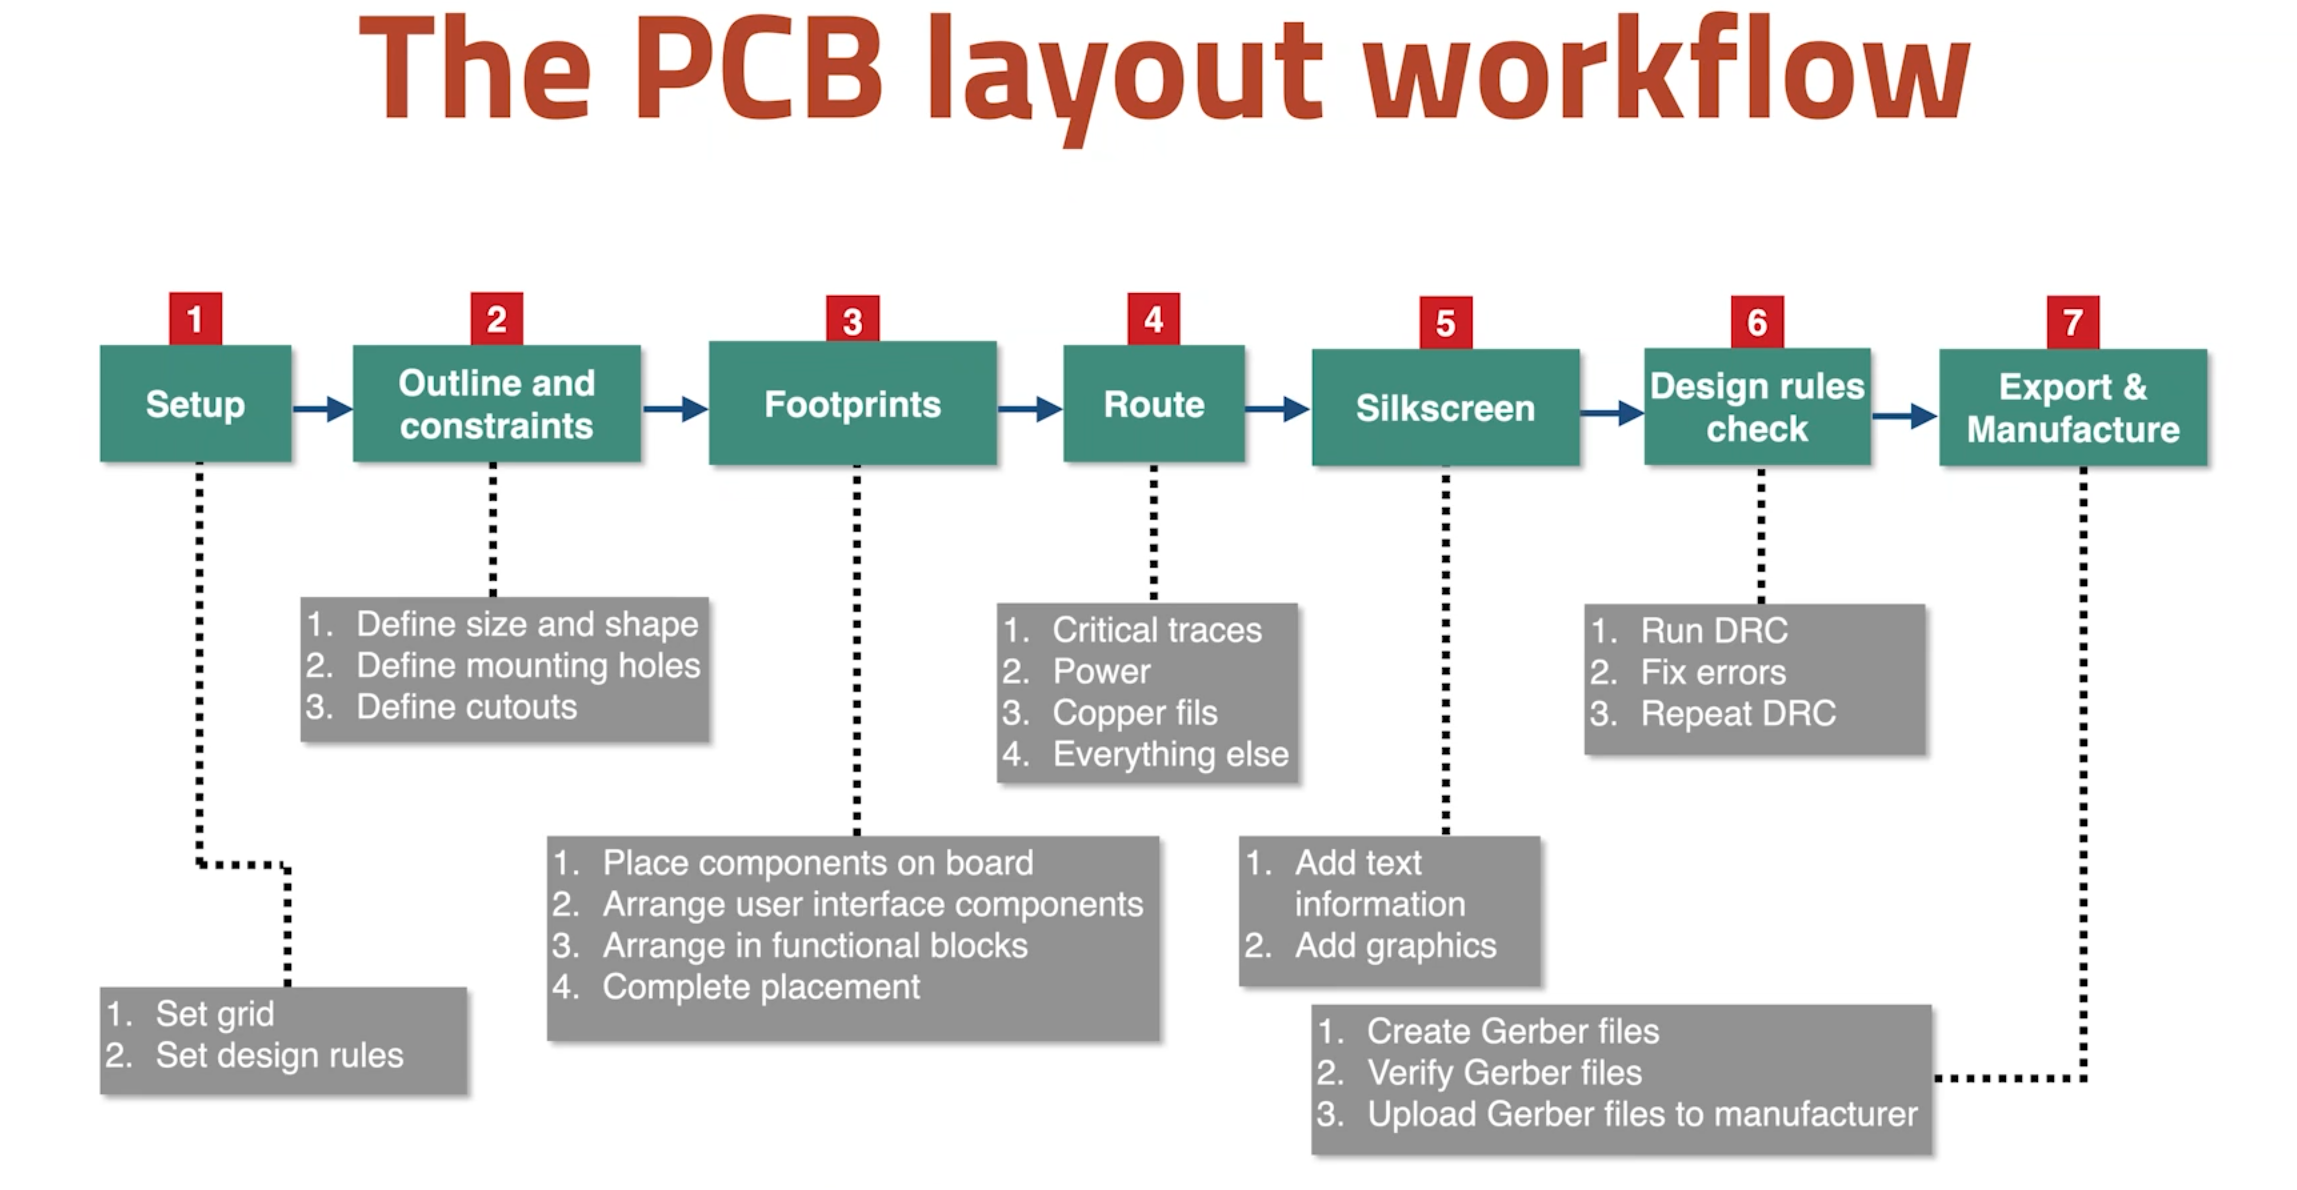 The PCB layout workflow
1
Setup
2
Outline and
constraints
3
Footprints
4
Route
5
Silkscreen
6
Design rules
check
7
Export &
Manufacture
1. Define size and shape
2. Define mounting holes
3. Define cutouts
1. Critical traces
2. Power
3. Copper fils
4. Everything else
1. Run DRC
2. Fix errors
3. Repeat DRC
1. Place components on board
2. Arrange user interface components
3. Arrange in functional blocks
4. Complete placement
1. Add text
information
2. Add graphics
1. Set grid
2. Set design rules
1. Create Gerber files
2. Verify Gerber files
3. Upload Gerber files to manufacturer